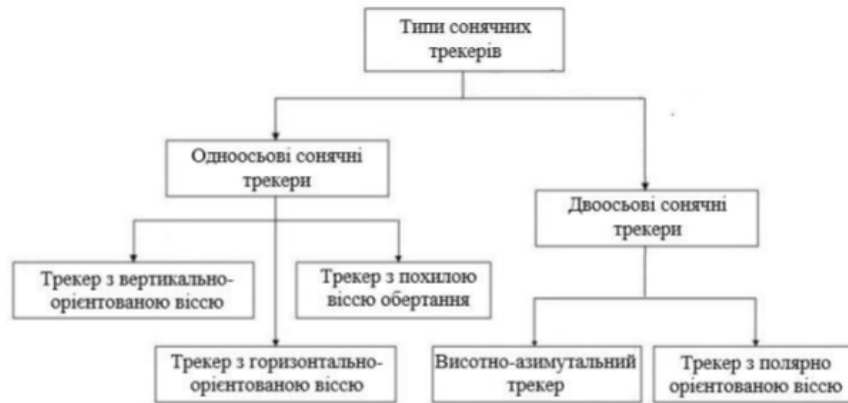 Типи сонячних
трекерів
Одноосьові сонячні
трекери
Двоосьові сонячні
трекери
Трекер з вертикально-
орієнтованою віссю
Трекер з похилою
віссю обертання
Трекер з горизонтально-
орієнтованою віссю
Висотно-азимутальний
трекер
Трекер з полярно
орієнтованою віссю